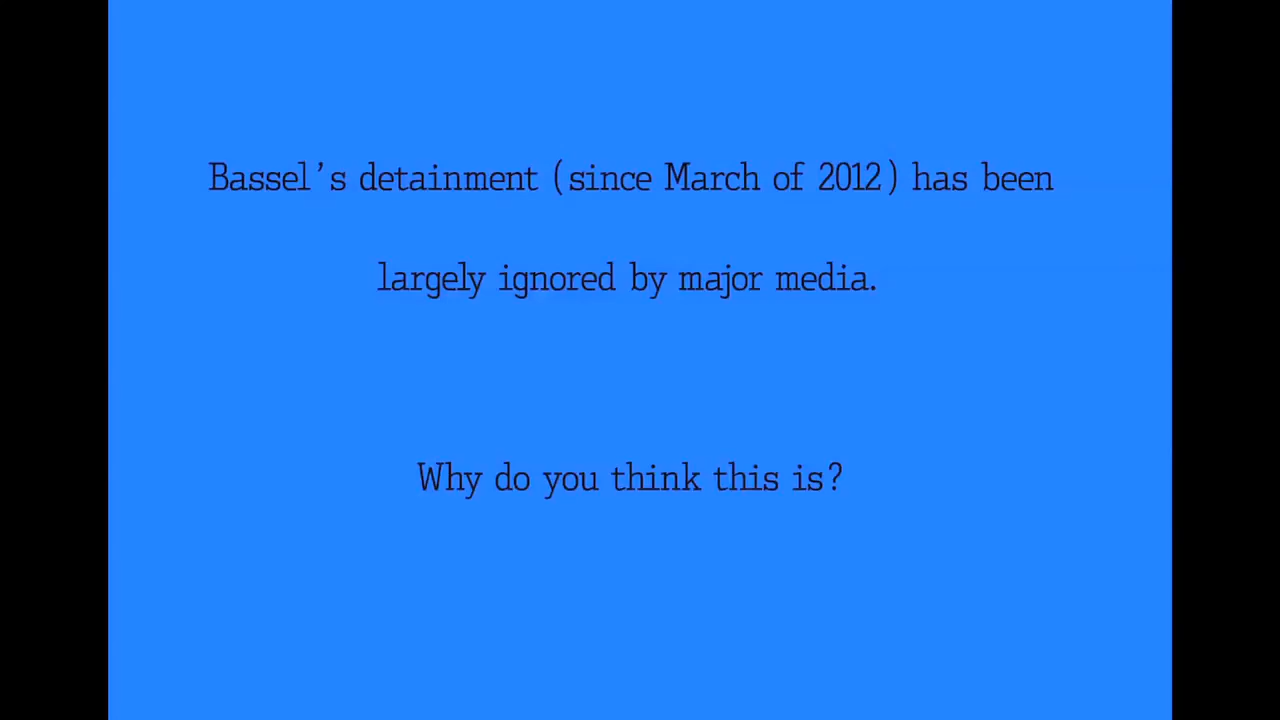 Bassel's detainment (since March of 2012) has been
largely ignored by major media.
Why do you think this is?